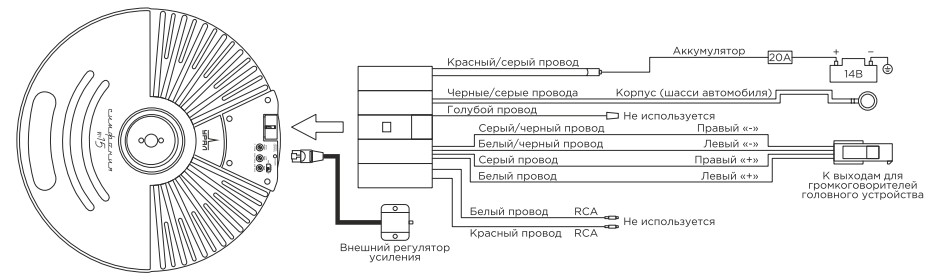 Красный/серый провод
Аккумулятор
20А
+ −
14В
Черные/серые провода
Корпус (шасси автомобиля)
Голубой провод
Не используется
Серый/черный провод
Правый «-»
Белый/черный провод
Левый «-»
Серый провод
Правый «+»
Белый провод
Левый «+»
К выходам для
громкоговорителей
головного устройства
Белый провод RCA
Не используется
Красный провод RCA
Внешний регулятор
усиления
УРАЛ